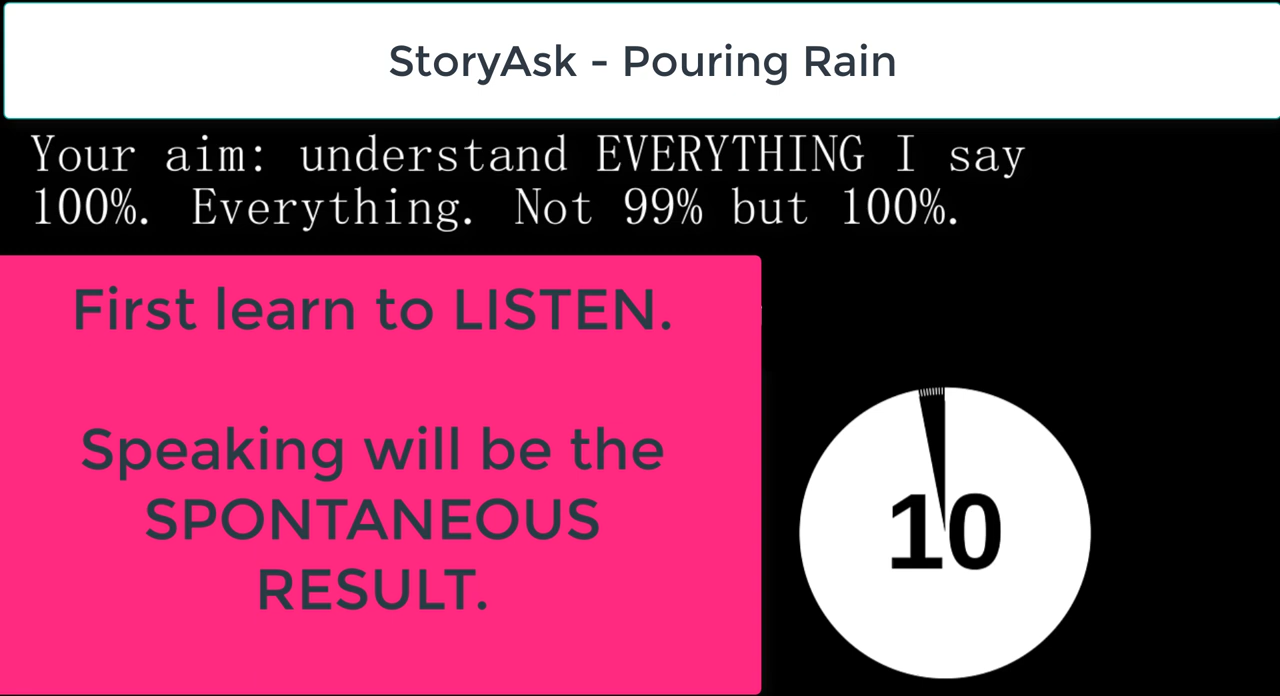 StoryAsk - Pouring Rain
Your aim: understand EVERYTHING I say
100%. Everything. Not 99% but 100%.
First learn to LISTEN.
Speaking will be the
SPONTANEOUS
RESULT.
10